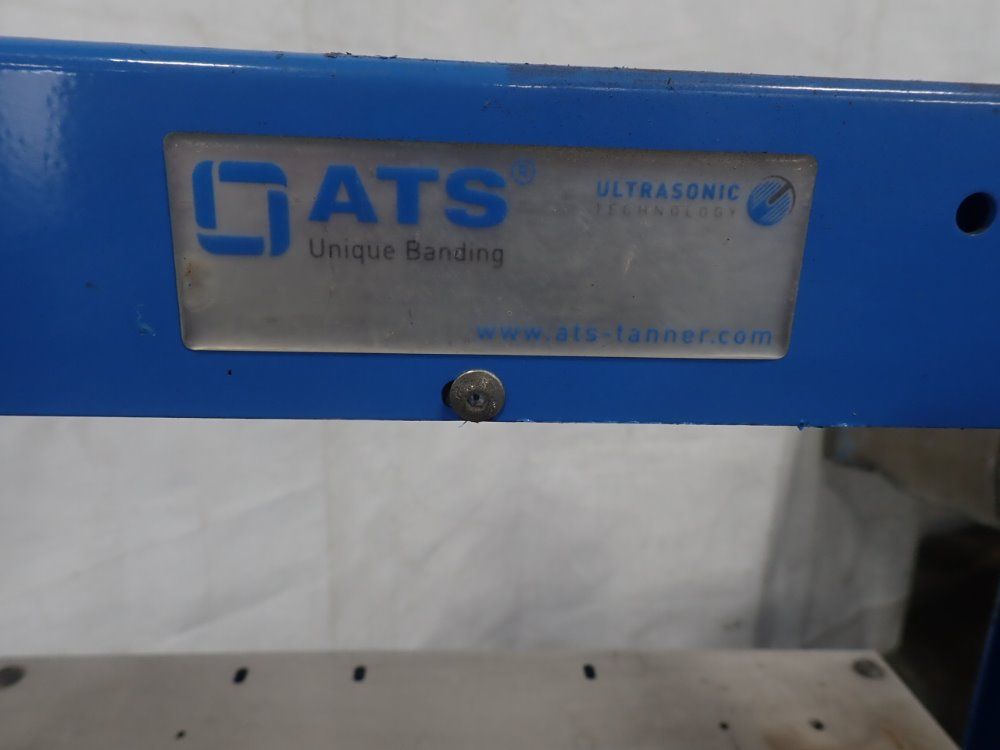 ATS®
Unique Banding
ULTRASONIC
TECHNOLOGY
www.ats-tanner.com